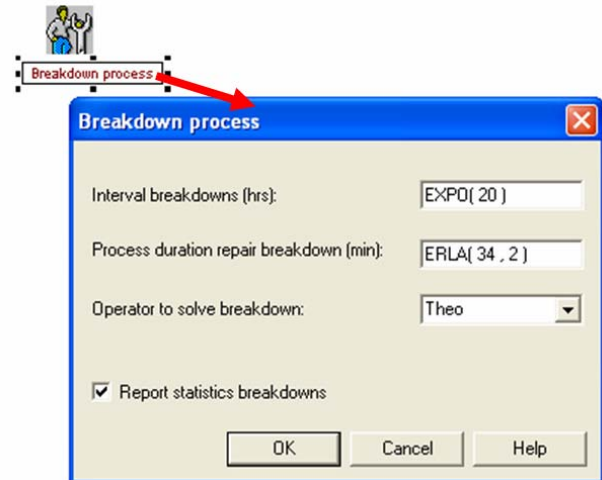 Breakdown process
Breakdown process
Interval breakdowns (hrs): EXPO( 20 )
Process duration repair breakdown (min): ERLA( 34 , 2 )
Operator to solve breakdown: Theo
Report statistics breakdowns
OK Cancel Help